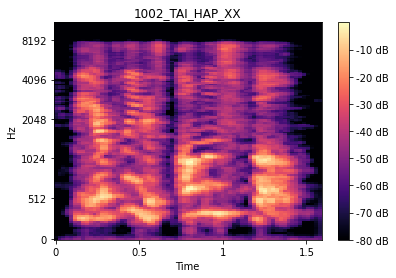 1002_TAI_HAP_XX
Hz
8192
4096
2048
1024
512
0
0
0.5
1
1.5
Time
-10 dB
-20 dB
-30 dB
-40 dB
-50 dB
-60 dB
-70 dB
-80 dB